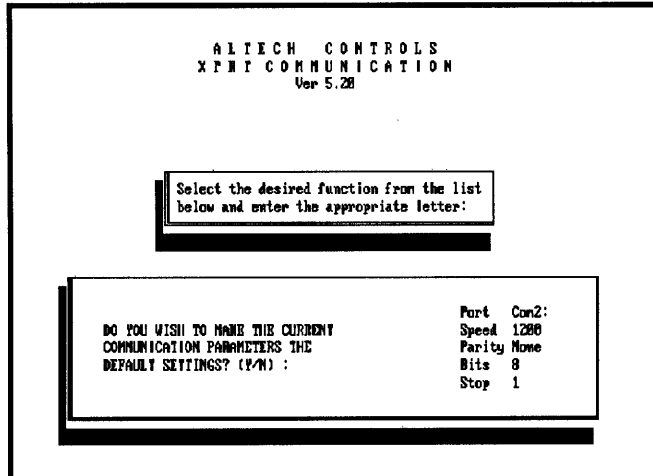 ALTECH CONTROLS
XPNT COMMUNICATION
Ver 5.20
Select the desired function from the list
below and enter the appropriate letter:
DO YOU WISH TO MAKE THE CURRENT
COMMUNICATION PARAMETERS THE
DEFAULT SETTINGS? (Y/N) :
Port Com2:
Speed 1200
Parity None
Bits 8
Stop 1